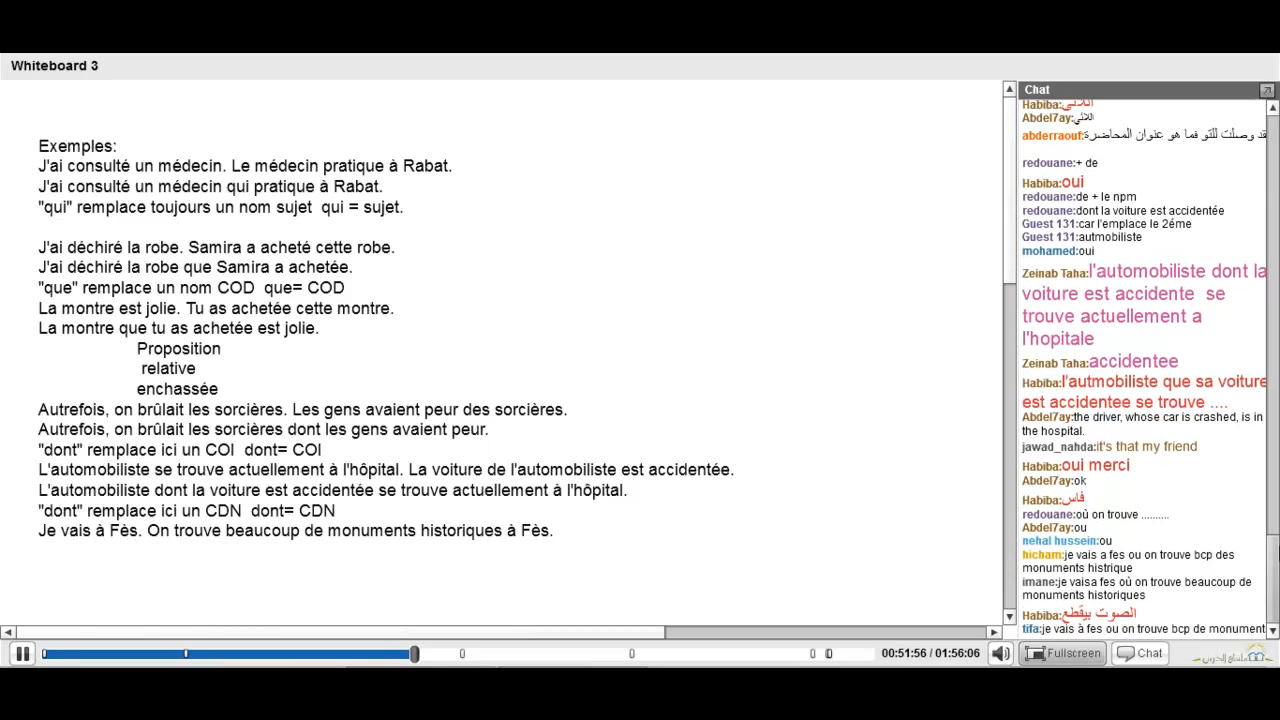 Whiteboard 3
Exemples:
J'ai consulté un médecin. Le médecin pratique à Rabat.
J'ai consulté un médecin qui pratique à Rabat.
"qui" remplace toujours un nom sujet  qui = sujet.
J'ai déchiré la robe. Samira a acheté cette robe.
J'ai déchiré la robe que Samira a achetée.
"que" remplace un nom COD  que= COD
La montre est jolie. Tu as achetée cette montre.
La montre que tu as achetée est jolie.
Proposition
relative
enchassée
Autrefois, on brûlait les sorcières. Les gens avaient peur des sorcières.
Autrefois, on brûlait les sorcières dont les gens avaient peur.
"dont" remplace ici un COI  dont= COI
L'automobiliste se trouve actuellement à l'hôpital. La voiture de l'automobiliste est accidentée.
L'automobiliste dont la voiture est accidentée se trouve actuellement à l'hôpital.
"dont" remplace ici un CDN  dont= CDN
Je vais à Fès. On trouve beaucoup de monuments historiques à Fès.
Chat
Habiba:اللائي
Abdel7ay:اللائي
abderraouf:قد وصلت للتو فما هو عنوان المحاضرة
redouane:+ de
Habiba:oui
redouane:de + le npm
redouane:dont la voiture est accidentée
Guest 131:car l'emplace le 2éme
Guest 131:autmobiliste
mohamed:oui
Zeinab Taha:l'automobiliste dont la
voiture est accidente  se
trouve actuellement a
l'hopitale
Zeinab Taha:accidentee
Habiba:l'autmobiliste que sa voiture
est accidentee se trouve ....
Abdel7ay:the driver, whose car is crashed, is in
the hospital.
jawad_nahda:it's that my friend
Habiba:oui merci
Abdel7ay:ok
Habiba:فاس
redouane:où on trouve ..........
Abdel7ay:ou
nehal hussein:ou
hicham:je vais a fes ou on trouve bcp des
monuments histrique
imane:je vaisa fes où on trouve beaucoup de
monuments historiques
Habiba:الصوت بيقطع
tifa:je vais à fes ou on trouve bcp de monument
00:51:56 / 01:56:06
Fullscreen
Chat